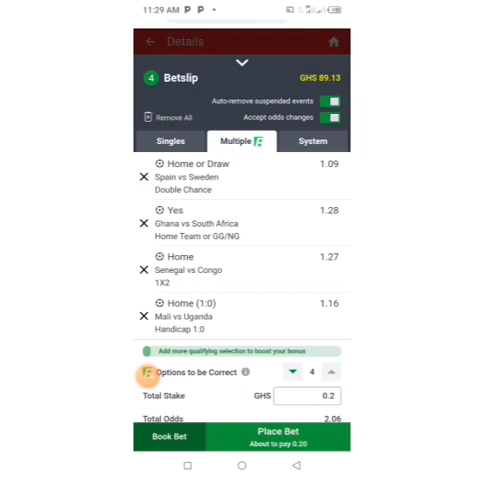 11:29 AM P P •
Details
4 Betslip GHS 89.13
Auto-remove suspended events
Remove All Accept odds changes
Singles Multiple F System
Home or Draw 1.09
Spain vs Sweden
Double Chance
Yes 1.28
Ghana vs South Africa
Home Team or GG/NG
Home 1.27
Senegal vs Congo
1X2
Home (1:0) 1.16
Mali vs Uganda
Handicap 1:0
Add more qualifying selection to boost your bonus
Options to be Correct 4
Total Stake GHS 0.2
Total Odds 2.06
Book Bet Place Bet
About to pay 0.20